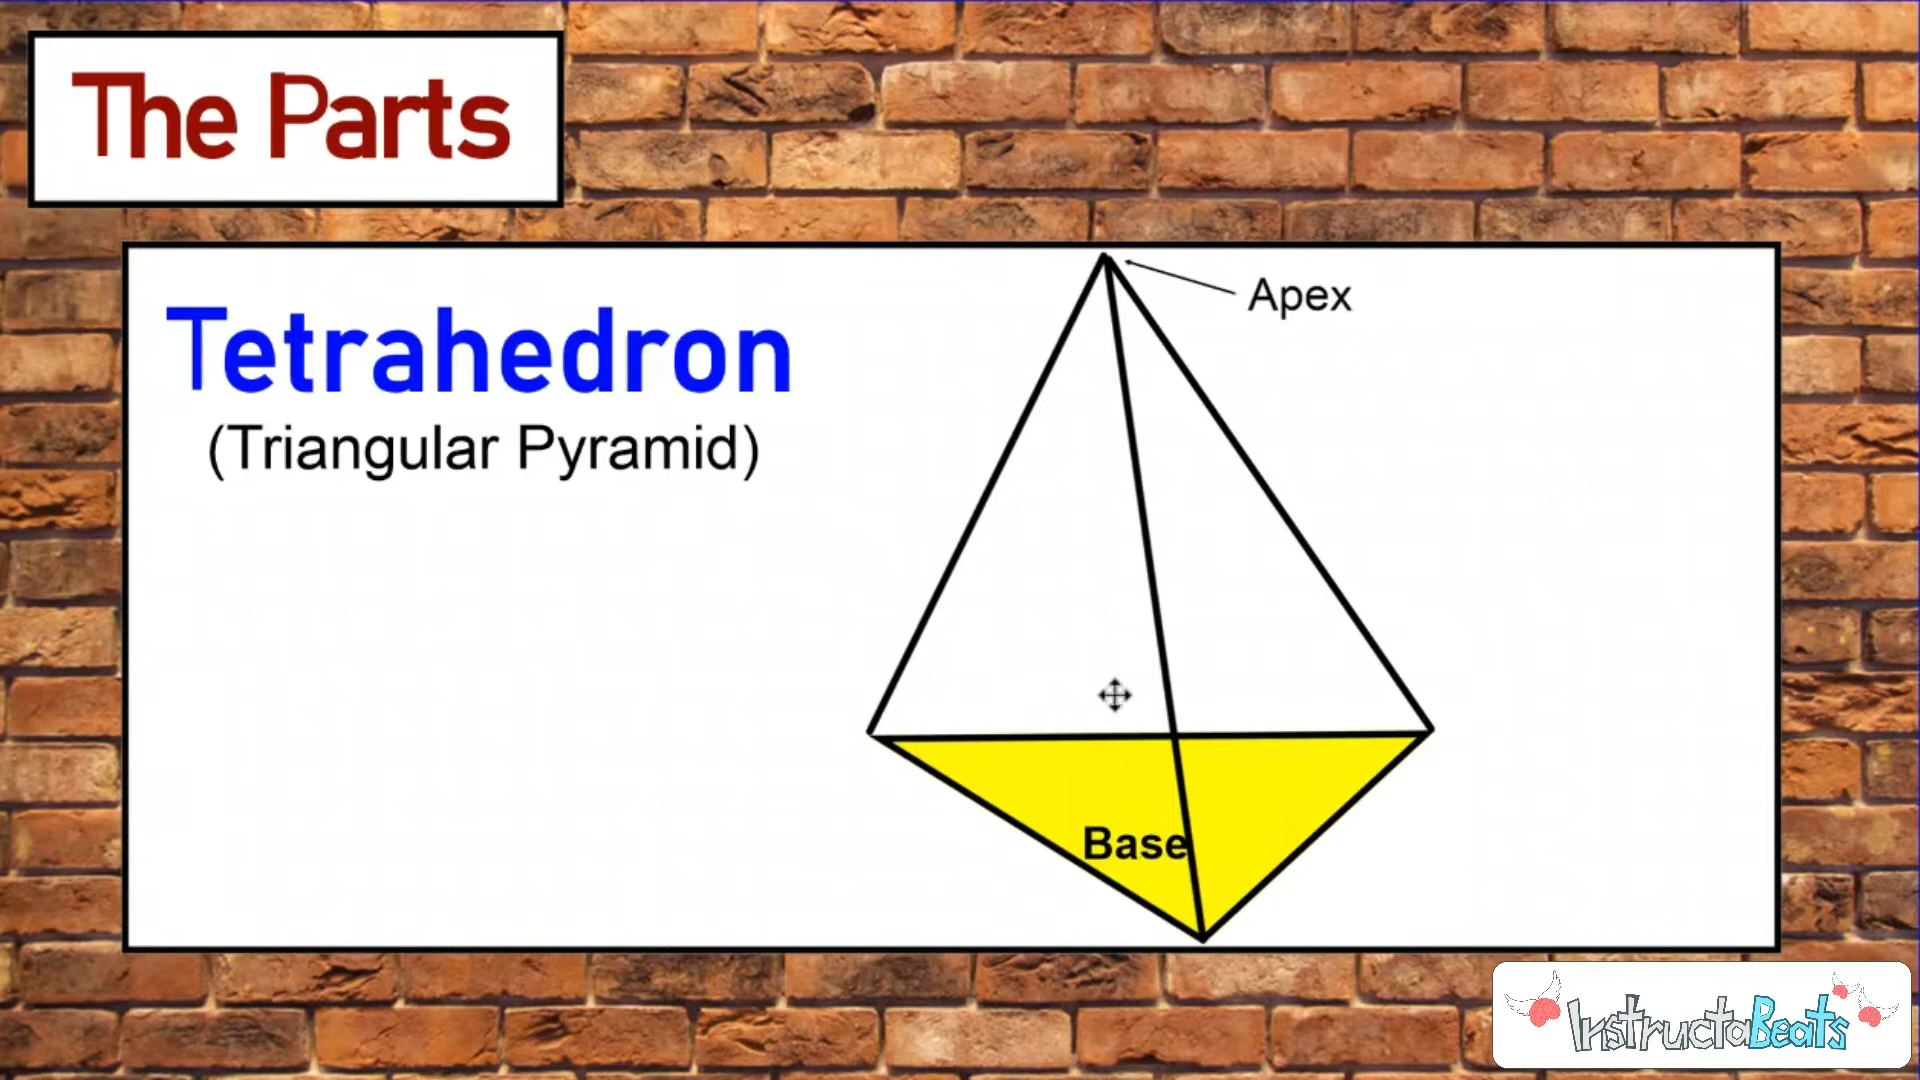 The Parts
Apex
Tetrahedron
(Triangular Pyramid)
Base
InstructaBeats